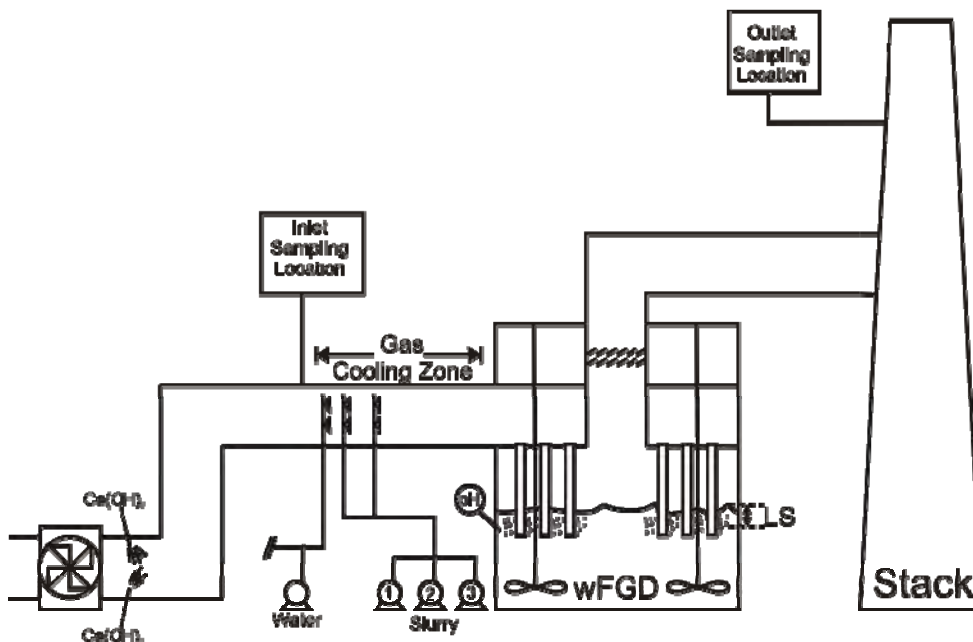 Outlet
Sampling
Location
Inlet
Sampling
Location
Gas
Cooling Zone
Ca(OH)₂
pH
LS
1
2
3
wFGD
Stack
Water
Slurry
Ca(OH)₂